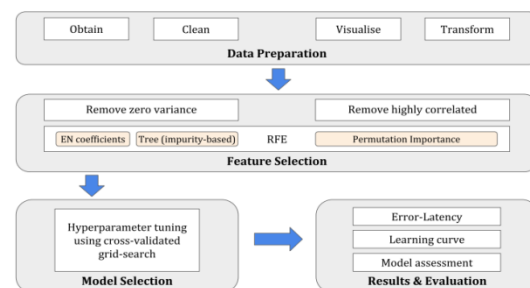 Obtain Clean Visualise Transform
Data Preparation
Remove zero variance Remove highly correlated
EN coefficients Tree (impurity-based) RFE Permutation Importance
Feature Selection
Hyperparameter tuning
using cross-validated
grid-search
Model Selection
Error-Latency
Learning curve
Model assessment
Results & Evaluation